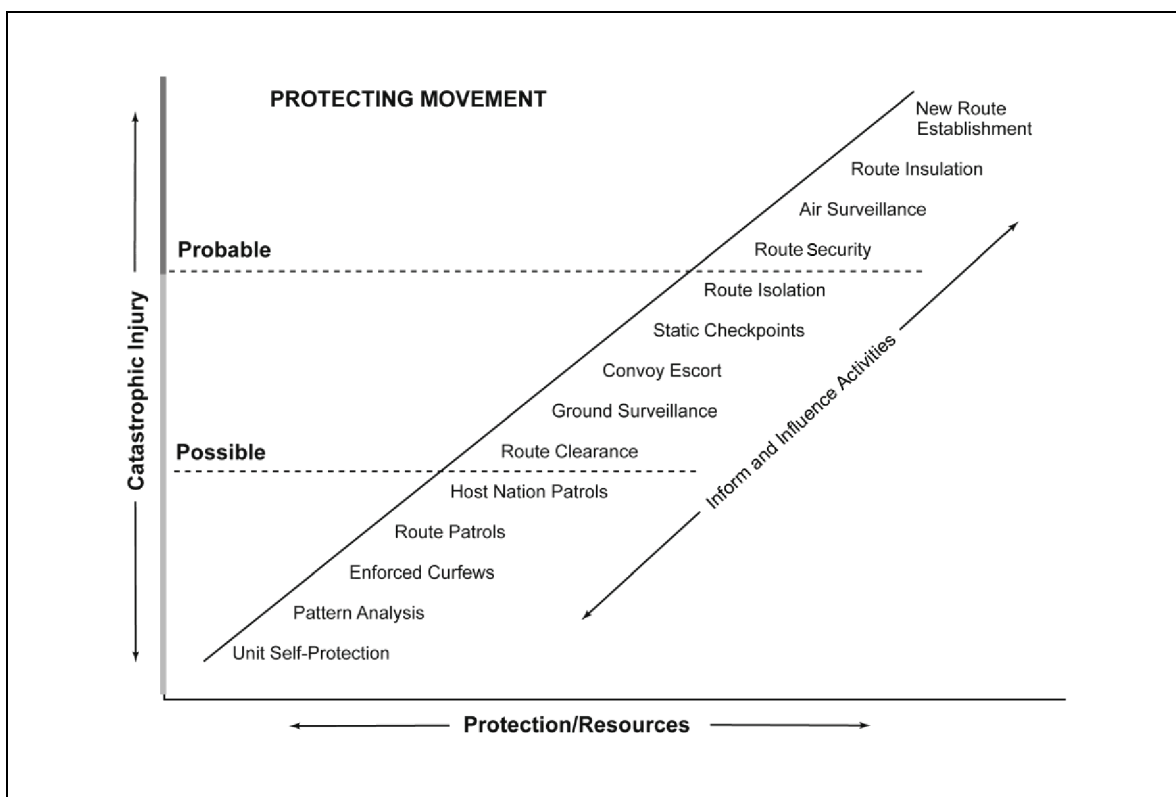 PROTECTING MOVEMENT
New Route
Establishment
Route Insulation
Air Surveillance
Probable
Route Security
Route Isolation
Static Checkpoints
Convoy Escort
Ground Surveillance
Possible
Route Clearance
Host Nation Patrols
Route Patrols
Enforced Curfews
Pattern Analysis
Unit Self-Protection
Catastrophic Injury
Inform and Influence Activities
Protection/Resources